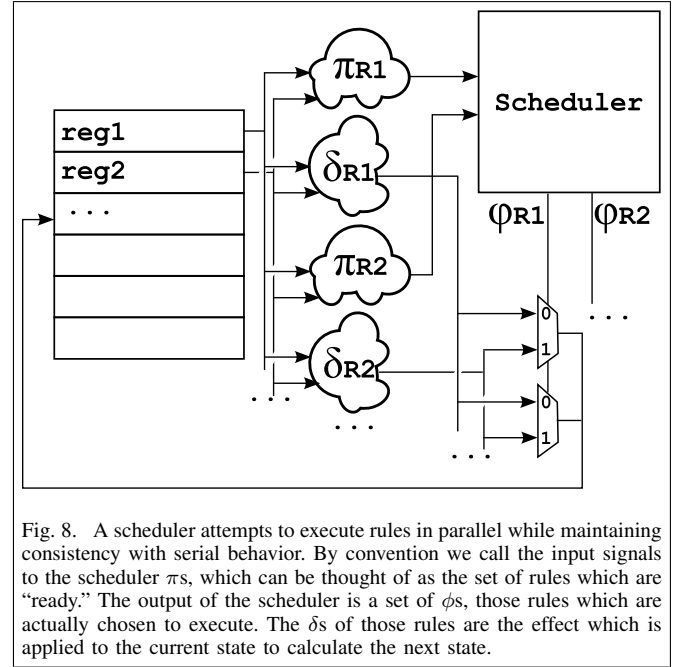 πR1
Scheduler
reg1
reg2
. . .
δR1
φR1
φR2
πR2
0
. . .
1
δR2
0
. . .
1
. . .
. . .
Fig. 8. A scheduler attempts to execute rules in parallel while maintaining
consistency with serial behavior. By convention we call the input signals
to the scheduler πs, which can be thought of as the set of rules which are
“ready.” The output of the scheduler is a set of ϕs, those rules which are
actually chosen to execute. The δs of those rules are the effect which is
applied to the current state to calculate the next state.